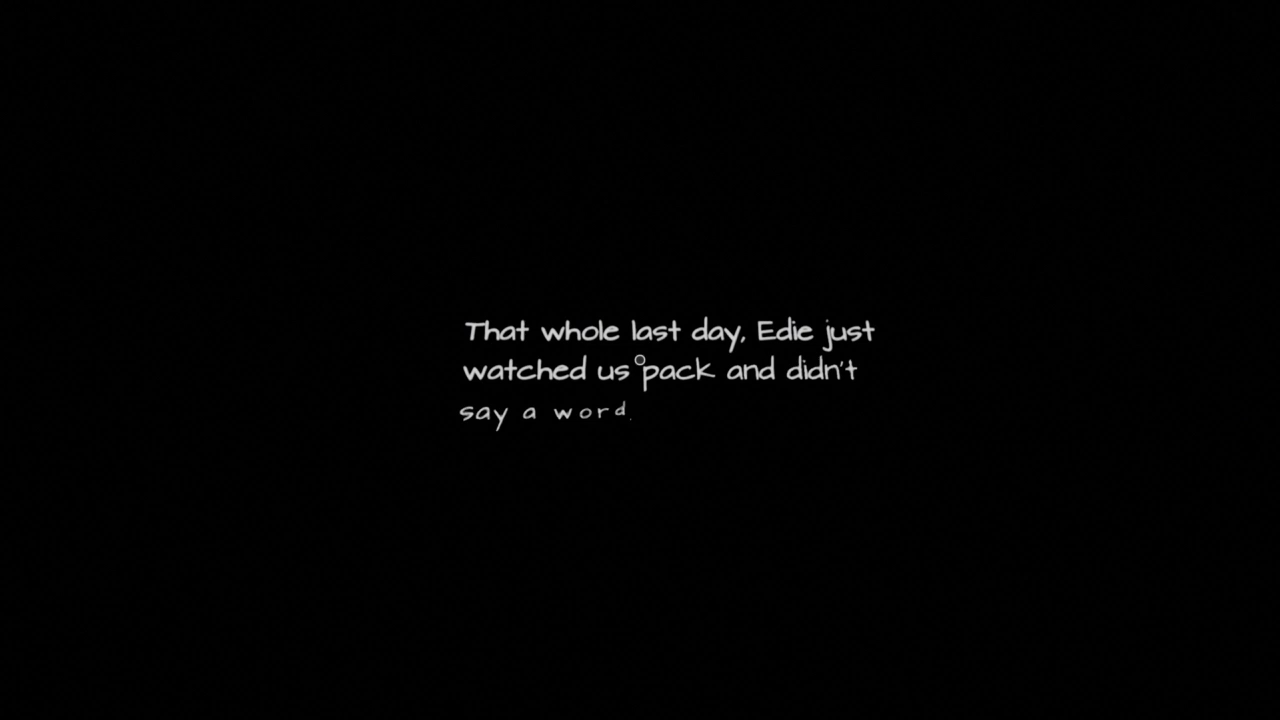 That whole last day, Edie just
watched us pack and didn't
say a word.